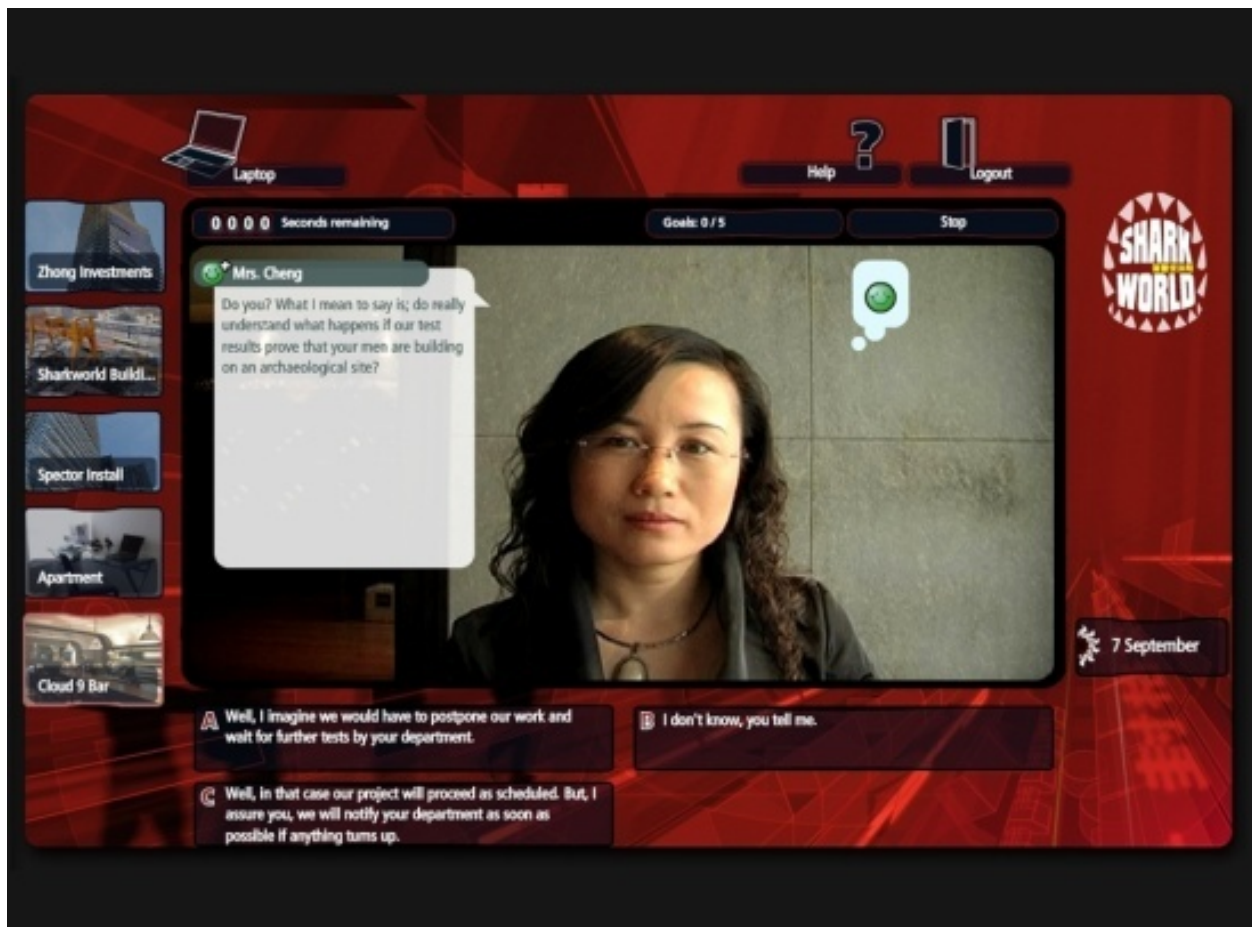 Laptop
Help
Logout
0 0 0 0 Seconds remaining
Goals: 0 / 5
Stop
SHARK
WORLD
Zhong Investments
Sharkworld Buildi...
Spector Install
Apartment
Cloud 9 Bar
Mrs. Cheng
Do you? What I mean to say is; do really
understand what happens if our test
results prove that your men are building
on an archaeological site?
7 September
A Well, I imagine we would have to postpone our work and
wait for further tests by your department.
B I don't know, you tell me.
C Well, in that case our project will proceed as scheduled. But, I
assure you, we will notify your department as soon as
possible if anything turns up.